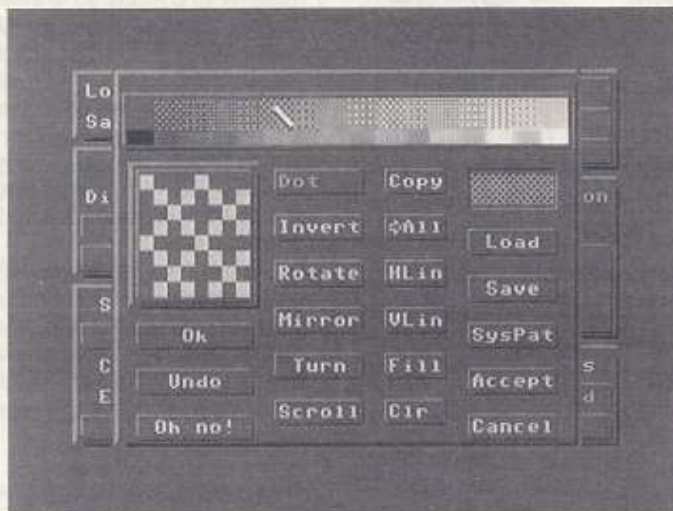 Lo
Sa
Di
S
C
E
on
s
d
Dot
Copy
Invert
⇨All
Load
Rotate
HLin
Save
Mirror
VLin
SysPat
Ok
Turn
Fill
Accept
Undo
Scroll
Clr
Cancel
Oh no!